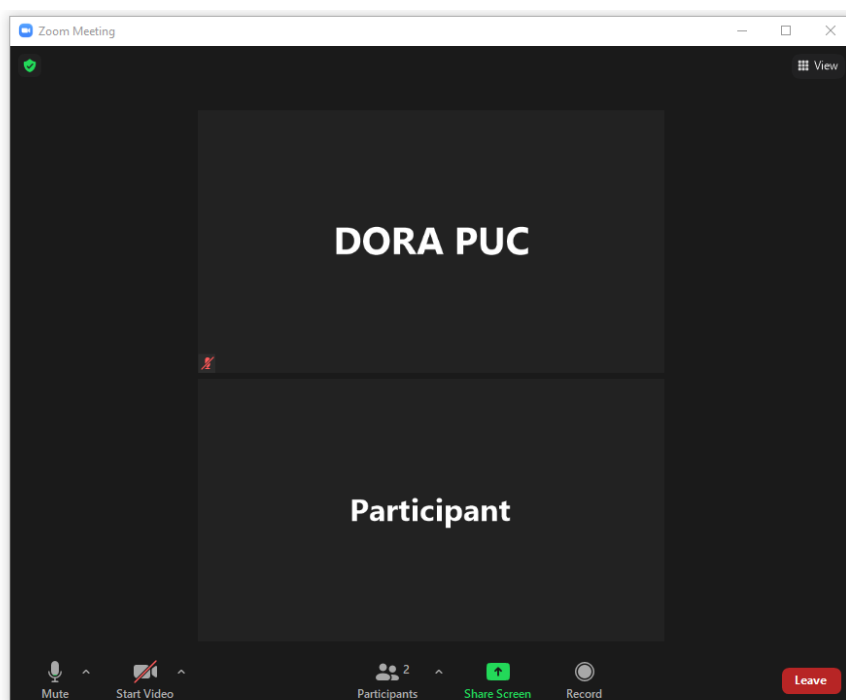 Zoom Meeting
View
DORA PUC
Participant
2
Mute
Start Video
Participants
Share Screen
Record
Leave